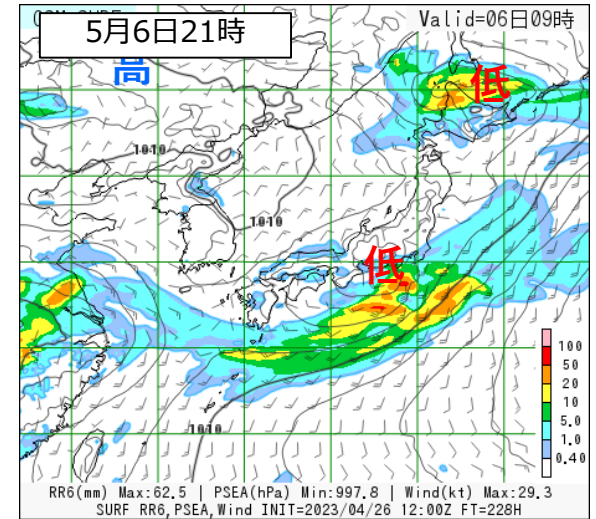 5月6日21時
Valid=06日09時
高
低
1010
1010
低
1010
100
50
20
10
5.0
1.0
0.40
RR6(mm) Max:62.5 | PSEA(hPa) Min:997.8 | Wind(kt) Max:29.3
SURF RR6,PSEA,Wind INIT=2023/04/26 12:00Z FT=228H